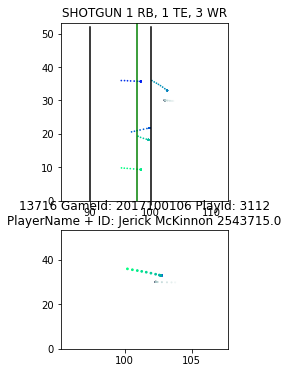 SHOTGUN 1 RB, 1 TE, 3 WR
50
40
30
20
10
0
90 100 110
13716 GameId: 2017100106 PlayId: 3112
PlayerName + ID: Jerick McKinnon 2543715.0
40
20
0
100 105